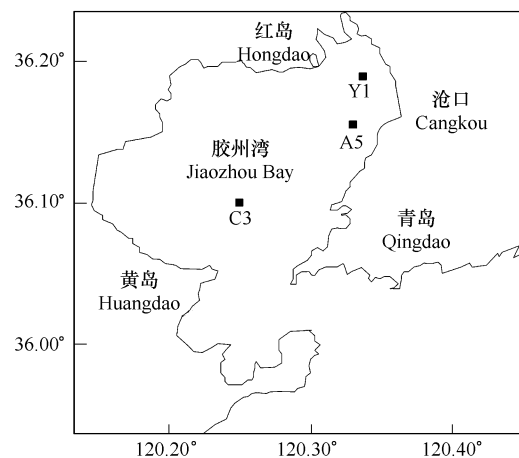 红岛
Hongdao
36.20°
Y1
沧口
Cangkou
A5
胶州湾
Jiaozhou Bay
36.10°
C3
青岛
Qingdao
黄岛
Huangdao
36.00°
120.20°
120.30°
120.40°